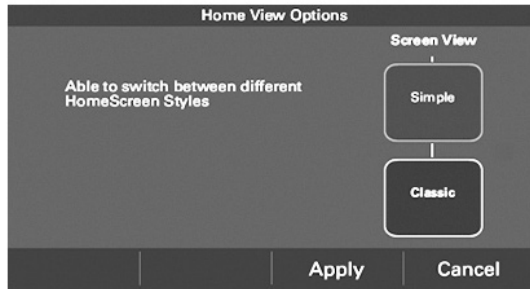 Home View Options
Screen View
Able to switch between different
HomeScreen Styles
Simple
Classic
Apply
Cancel